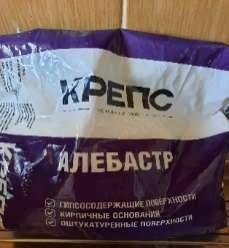 КРЕПС
АЛЕБАСТР
ГИПСОСОДЕРЖАЩИЕ ПОВЕРХНОСТИ
КИРПИЧНЫЕ ОСНОВАНИЯ
ОШТУКАТУРЕННЫЕ ПОВЕРХНОСТИ